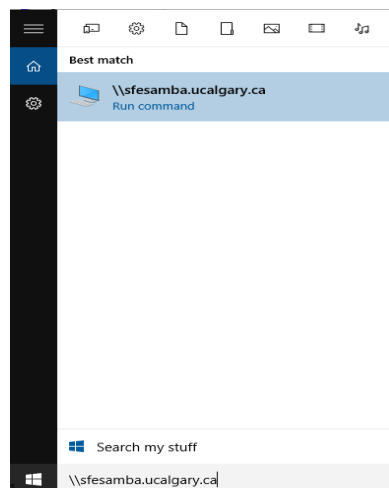 Best match
\\sfesamba.ucalgary.ca
Run command
Search my stuff
\\sfesamba.ucalgary.ca